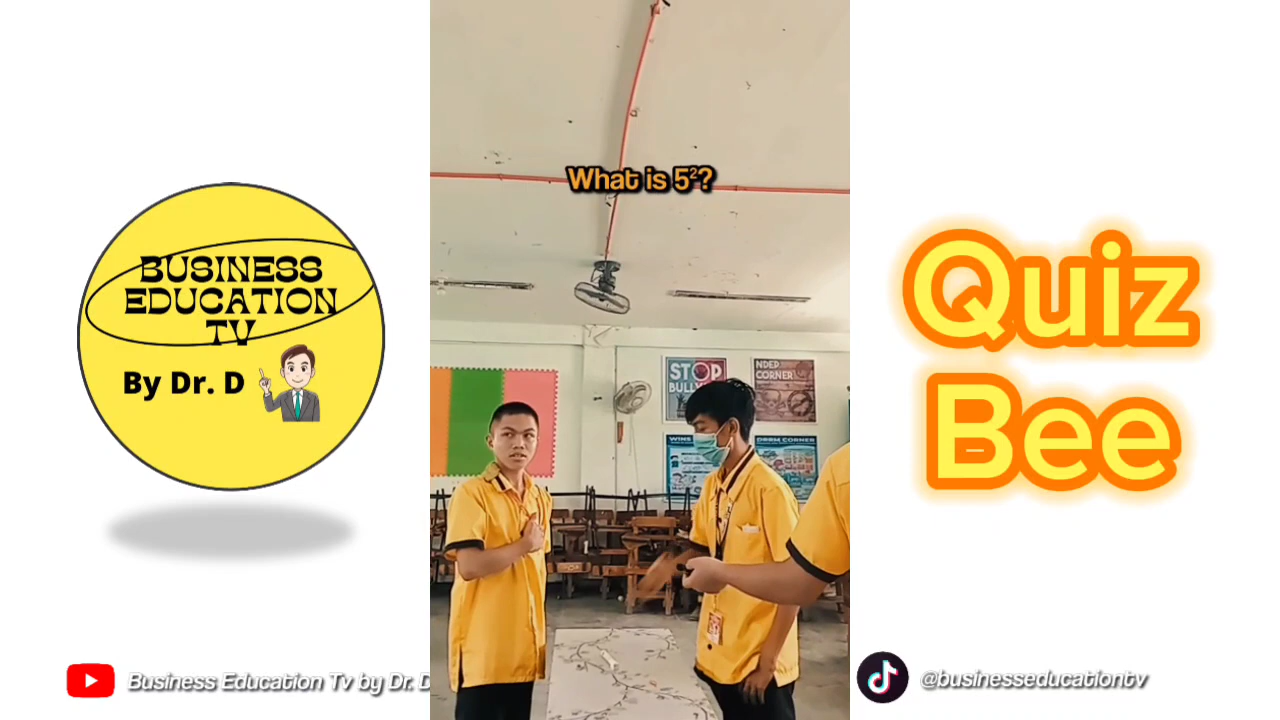 BUSINESS
EDUCATION
TV
By Dr. D
Business Education Tv by Dr. D
What is 5²?
STOP
BULLY
NDEP
CORNER
WINS
DRRM CORNER
Quiz
Bee
@businesseducationtv